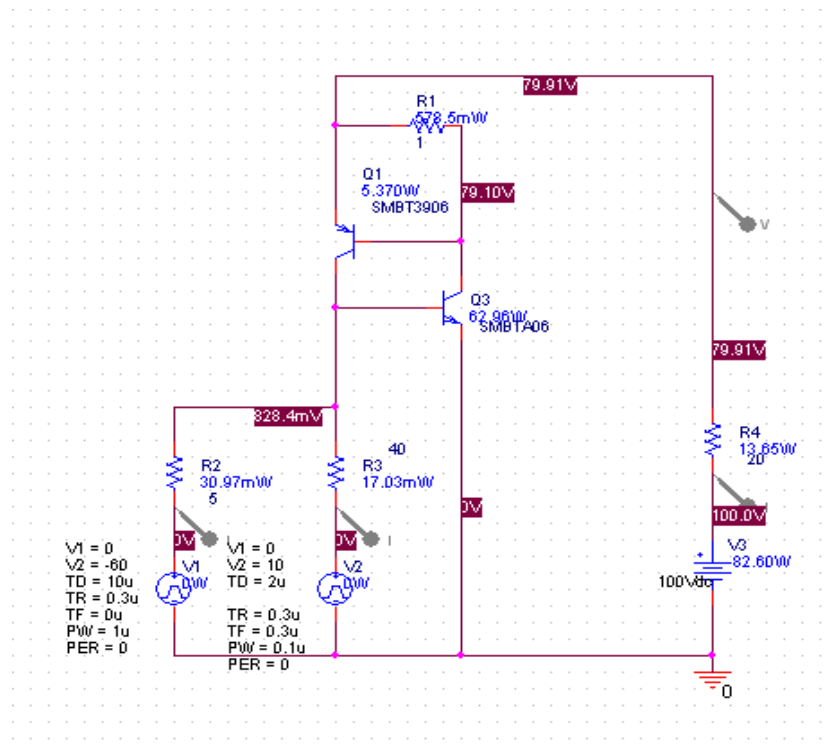 79.91V
R1
578.5mW
1
Q1
5.370W
SMBT3906
79.10V
V
Q3
62.96W
SMBTA06
79.91V
828.4mV
R2
30.97mW
5
40
R3
17.03mW
R4
13.65W
20
0V
100.0V
0V
0V
I
V1 = 0
V2 = -60
TD = 10u
TR = 0.3u
TF = 0u
PW = 1u
PER = 0
V1
0W
V1 = 0
V2 = 10
TD = 2u
TR = 0.3u
TF = 0.3u
PW = 0.1u
PER = 0
V2
0W
V3
-82.60W
100Vdc
0